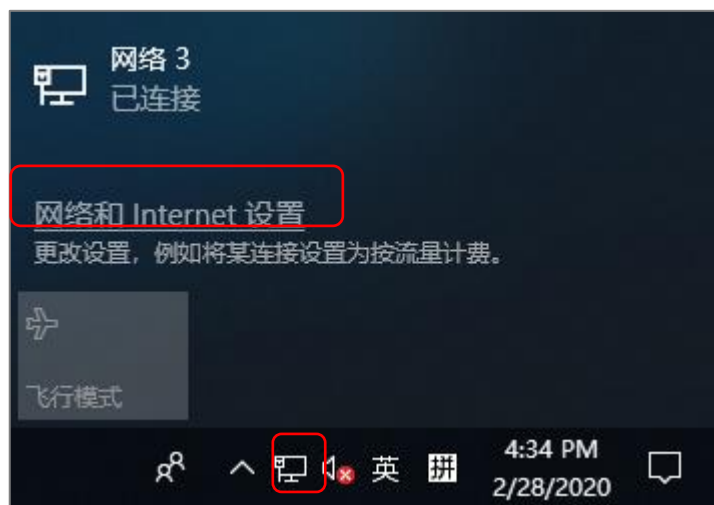 网络 3
已连接
网络和 Internet 设置
更改设置，例如将某连接设置为按流量计费。
飞行模式
英 拼 4:34 PM
2/28/2020